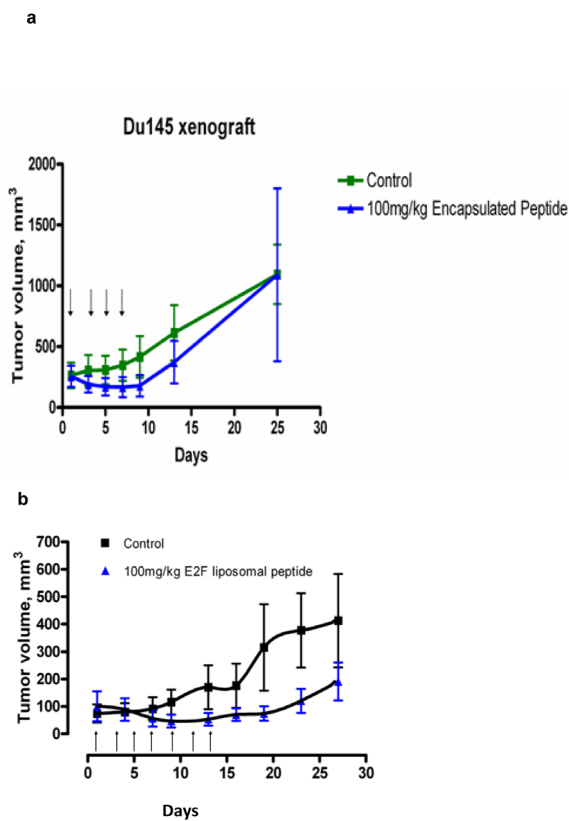 a
Du145 xenograft
Tumor volume, mm3
2000
1500
1000
500
0
0 5 10 15 20 25 30
Days
Control
100mg/kg Encapsulated Peptide
b
Tumor volume, mm3
700
600
500
400
300
200
100
0
Control
100mg/kg E2F liposomal peptide
0 5 10 15 20 25 30
Days